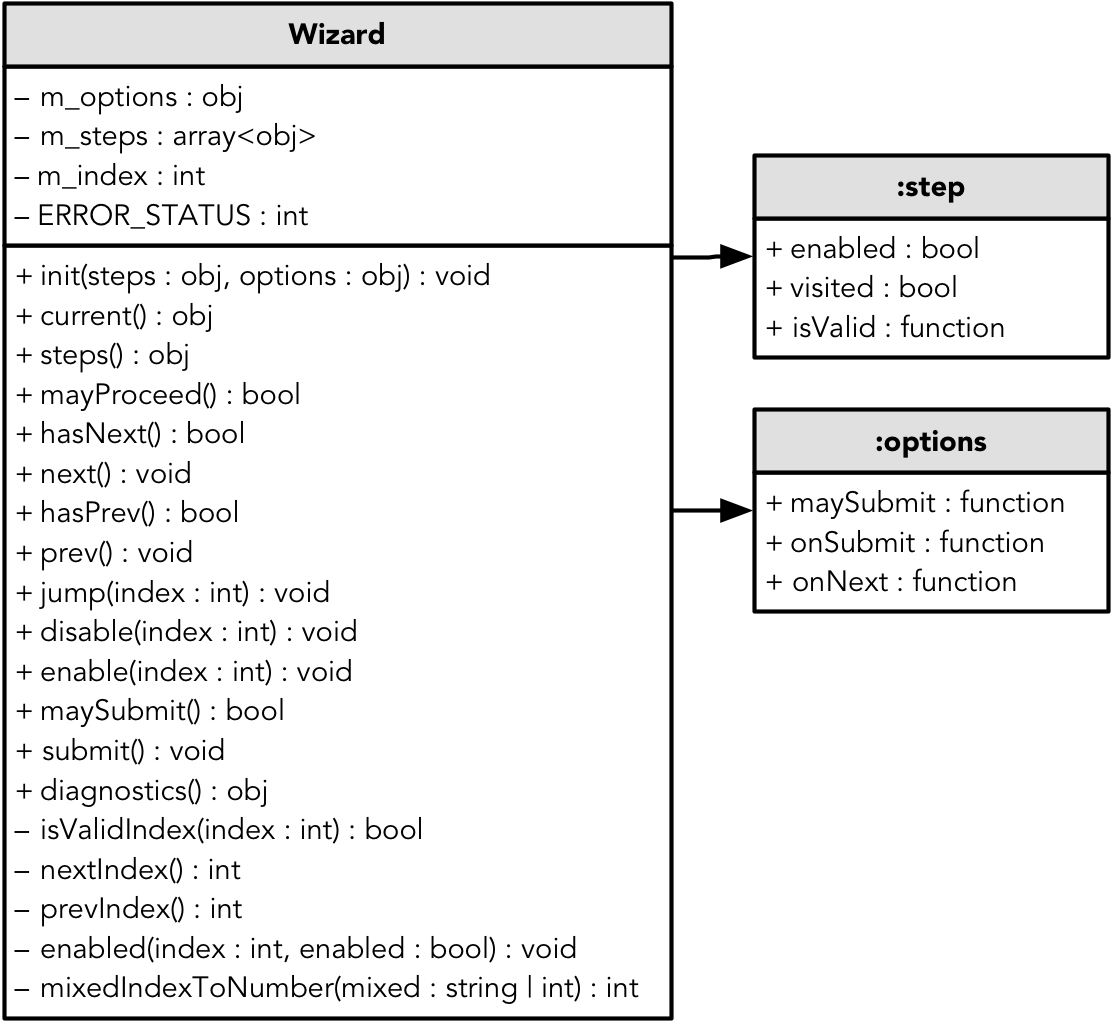 Wizard
– m_options : obj
– m_steps : array<obj>
– m_index : int
– ERROR_STATUS : int
+ init(steps : obj, options : obj) : void
+ current() : obj
+ steps() : obj
+ mayProceed() : bool
+ hasNext() : bool
+ next() : void
+ hasPrev() : bool
+ prev() : void
+ jump(index : int) : void
+ disable(index : int) : void
+ enable(index : int) : void
+ maySubmit() : bool
+ submit() : void
+ diagnostics() : obj
– isValidIndex(index : int) : bool
– nextIndex() : int
– prevIndex() : int
– enabled(index : int, enabled : bool) : void
– mixedIndexToNumber(mixed : string | int) : int
:step
+ enabled : bool
+ visited : bool
+ isValid : function
:options
+ maySubmit : function
+ onSubmit : function
+ onNext : function